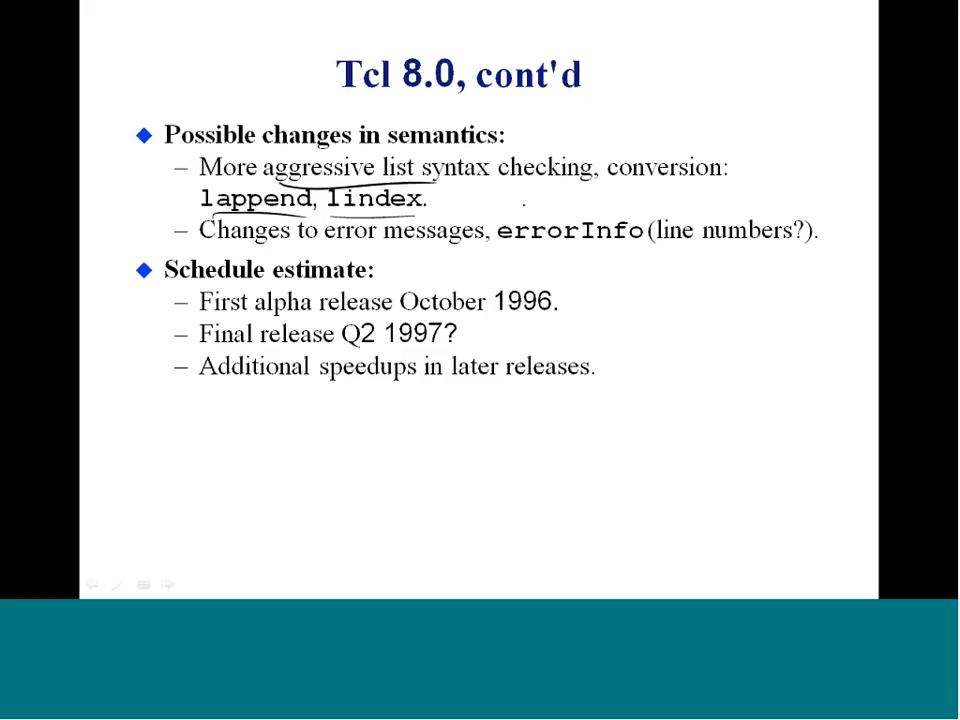 Tcl 8.0, cont'd
Possible changes in semantics:
– More aggressive list syntax checking, conversion:
lappend, lindex.
– Changes to error messages, errorInfo (line numbers?).
Schedule estimate:
– First alpha release October 1996.
– Final release Q2 1997?
– Additional speedups in later releases.